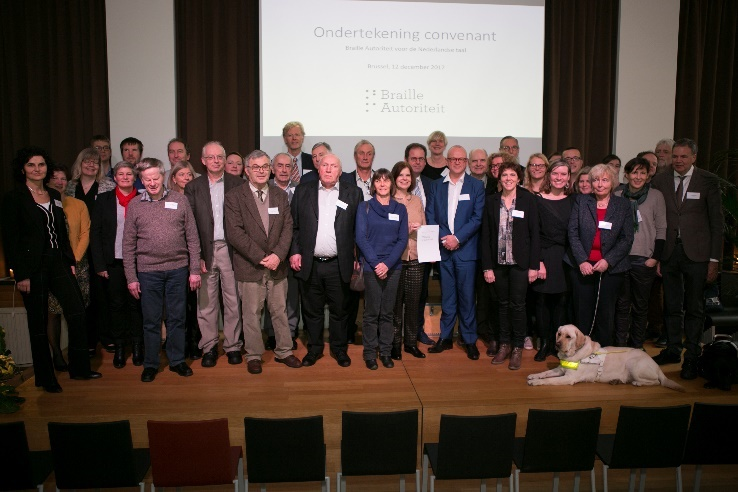 Ondertekening convenant
Braille Autoriteit voor de Nederlandse taal
Brussel, 12 december 2017
Braille
Autoriteit